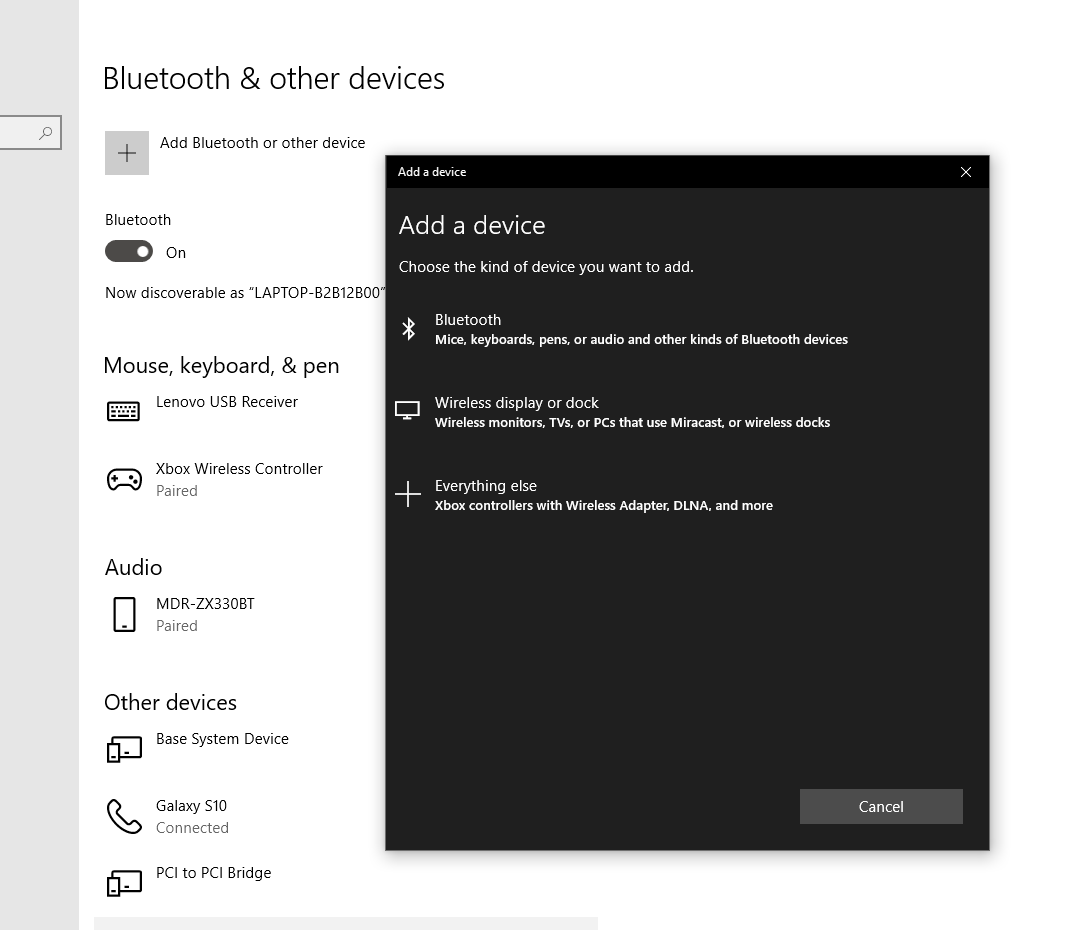 Bluetooth & other devices
Add Bluetooth or other device
Bluetooth
On
Now discoverable as “LAPTOP-B2B12B00”
Mouse, keyboard, & pen
Lenovo USB Receiver
Xbox Wireless Controller
Paired
Audio
MDR-ZX330BT
Paired
Other devices
Base System Device
Galaxy S10
Connected
PCI to PCI Bridge
Add a device
Add a device
Choose the kind of device you want to add.
Bluetooth
Mice, keyboards, pens, or audio and other kinds of Bluetooth devices
Wireless display or dock
Wireless monitors, TVs, or PCs that use Miracast, or wireless docks
Everything else
Xbox controllers with Wireless Adapter, DLNA, and more
Cancel